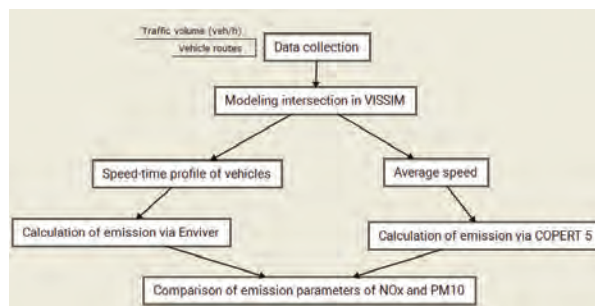 Traffic volume (veh/h)
Vehicle routes
Data collection
Modeling intersection in VISSIM
Speed-time profile of vehicles
Average speed
Calculation of emission via Enviver
Calculation of emission via COPERT 5
Comparison of emission parameters of NOx and PM10